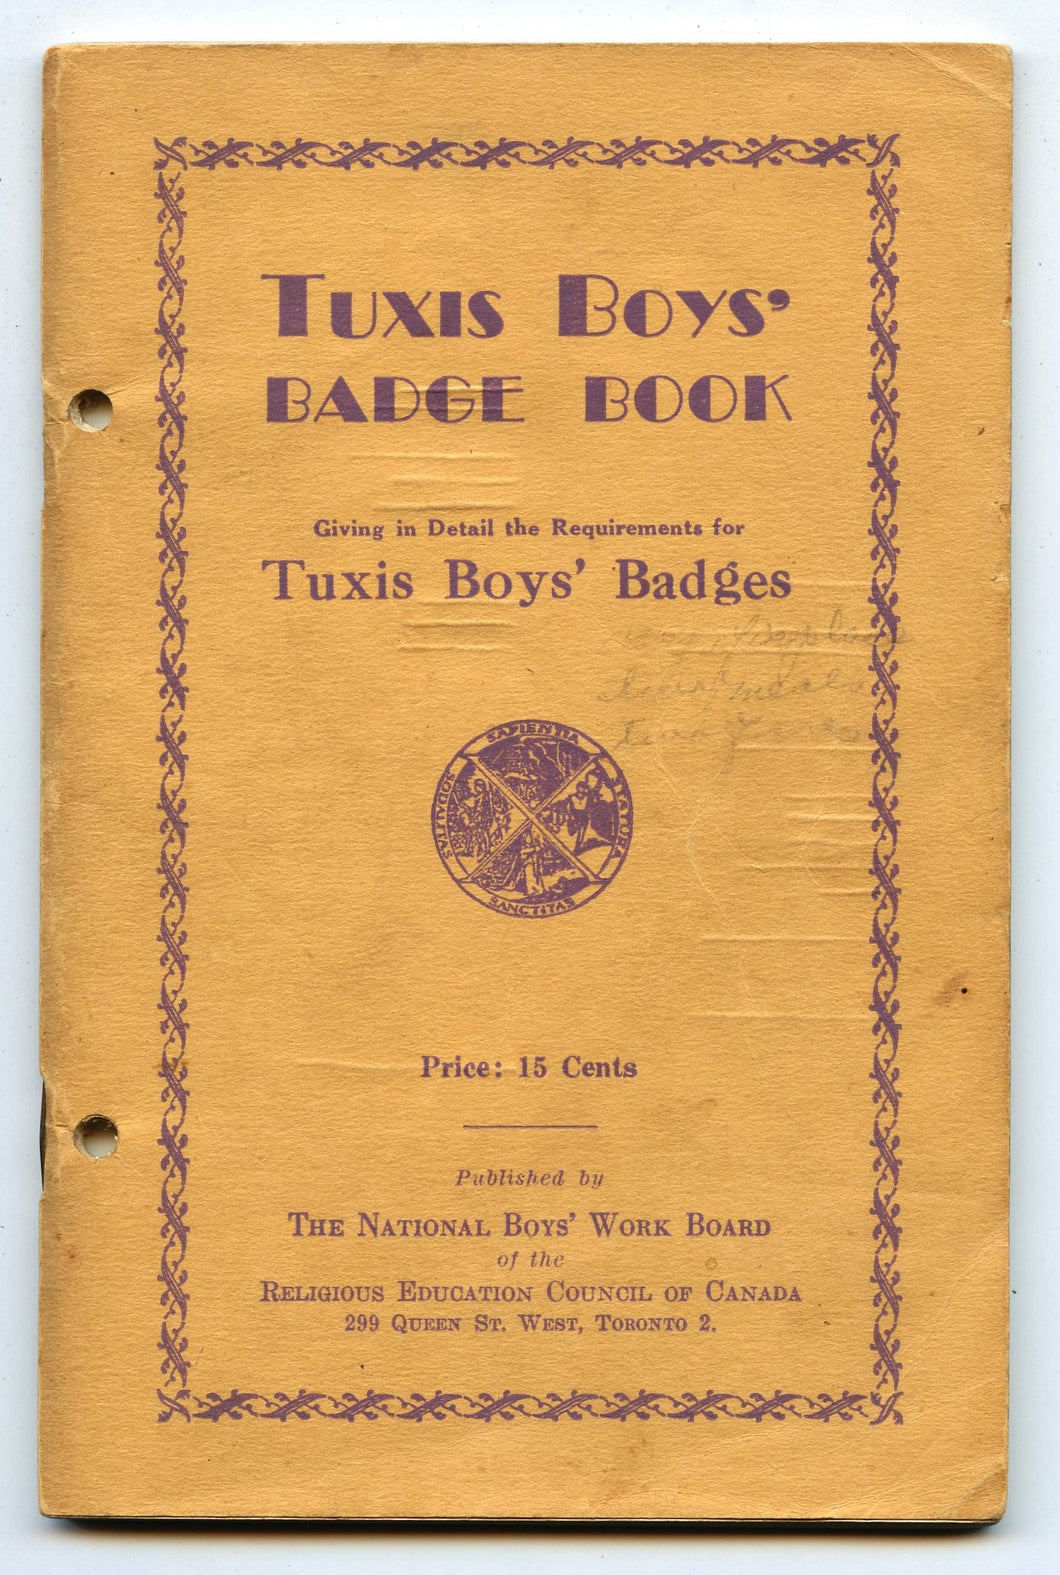 TUXIS BOYS'
BADGE BOOK
Giving in Detail the Requirements for
Tuxis Boys' Badges
SAPIENTIA
SODALITAS
STATURA
SANCTITAS
Price: 15 Cents
Published by
THE NATIONAL BOYS' WORK BOARD
of the
RELIGIOUS EDUCATION COUNCIL OF CANADA
299 QUEEN ST. WEST, TORONTO 2.